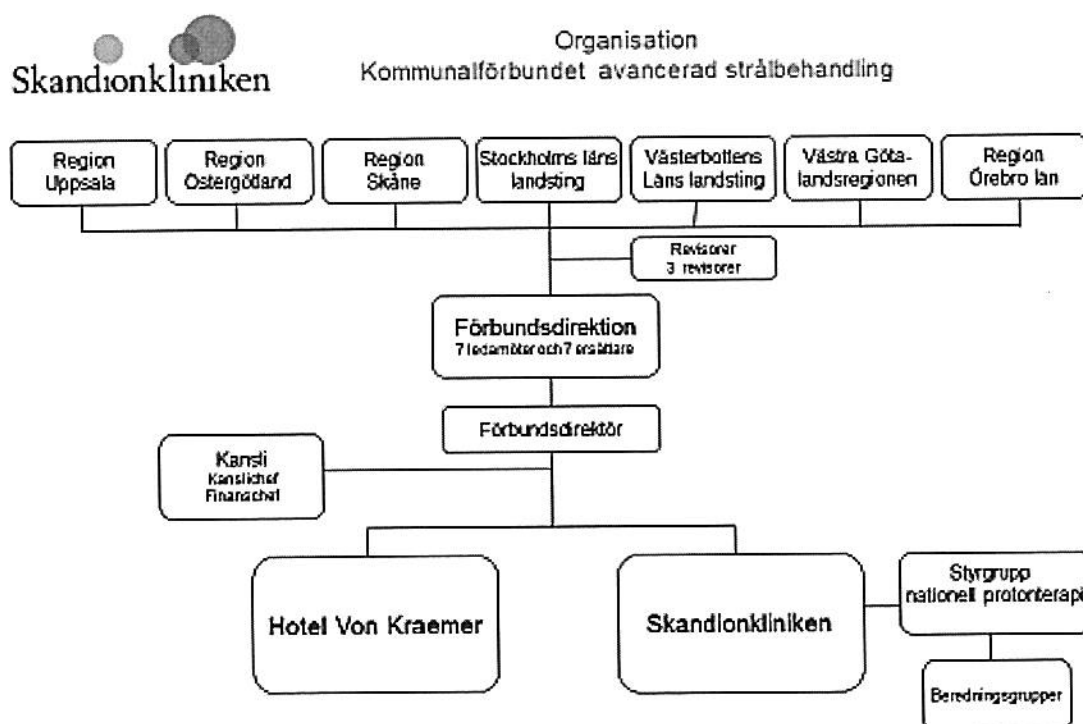 Skandionkliniken
Organisation
Kommunalförbundet avancerad strålbehandling
Region
Uppsala
Region
Östergötland
Region
Skåne
Stockholms läns
landsting
Västerbottens
Läns landsting
Västra Göta-
landsregionen
Region
Örebro län
Revisorer
3 revisorer
Förbundsdirektion
7 ledamöter och 7 ersättare
Förbundsdirektör
Kansli
Kanslichef
Finanschef
Hotel Von Kraemer
Skandionkliniken
Styrgrupp
nationell protonterapi
Beredningsgrupper